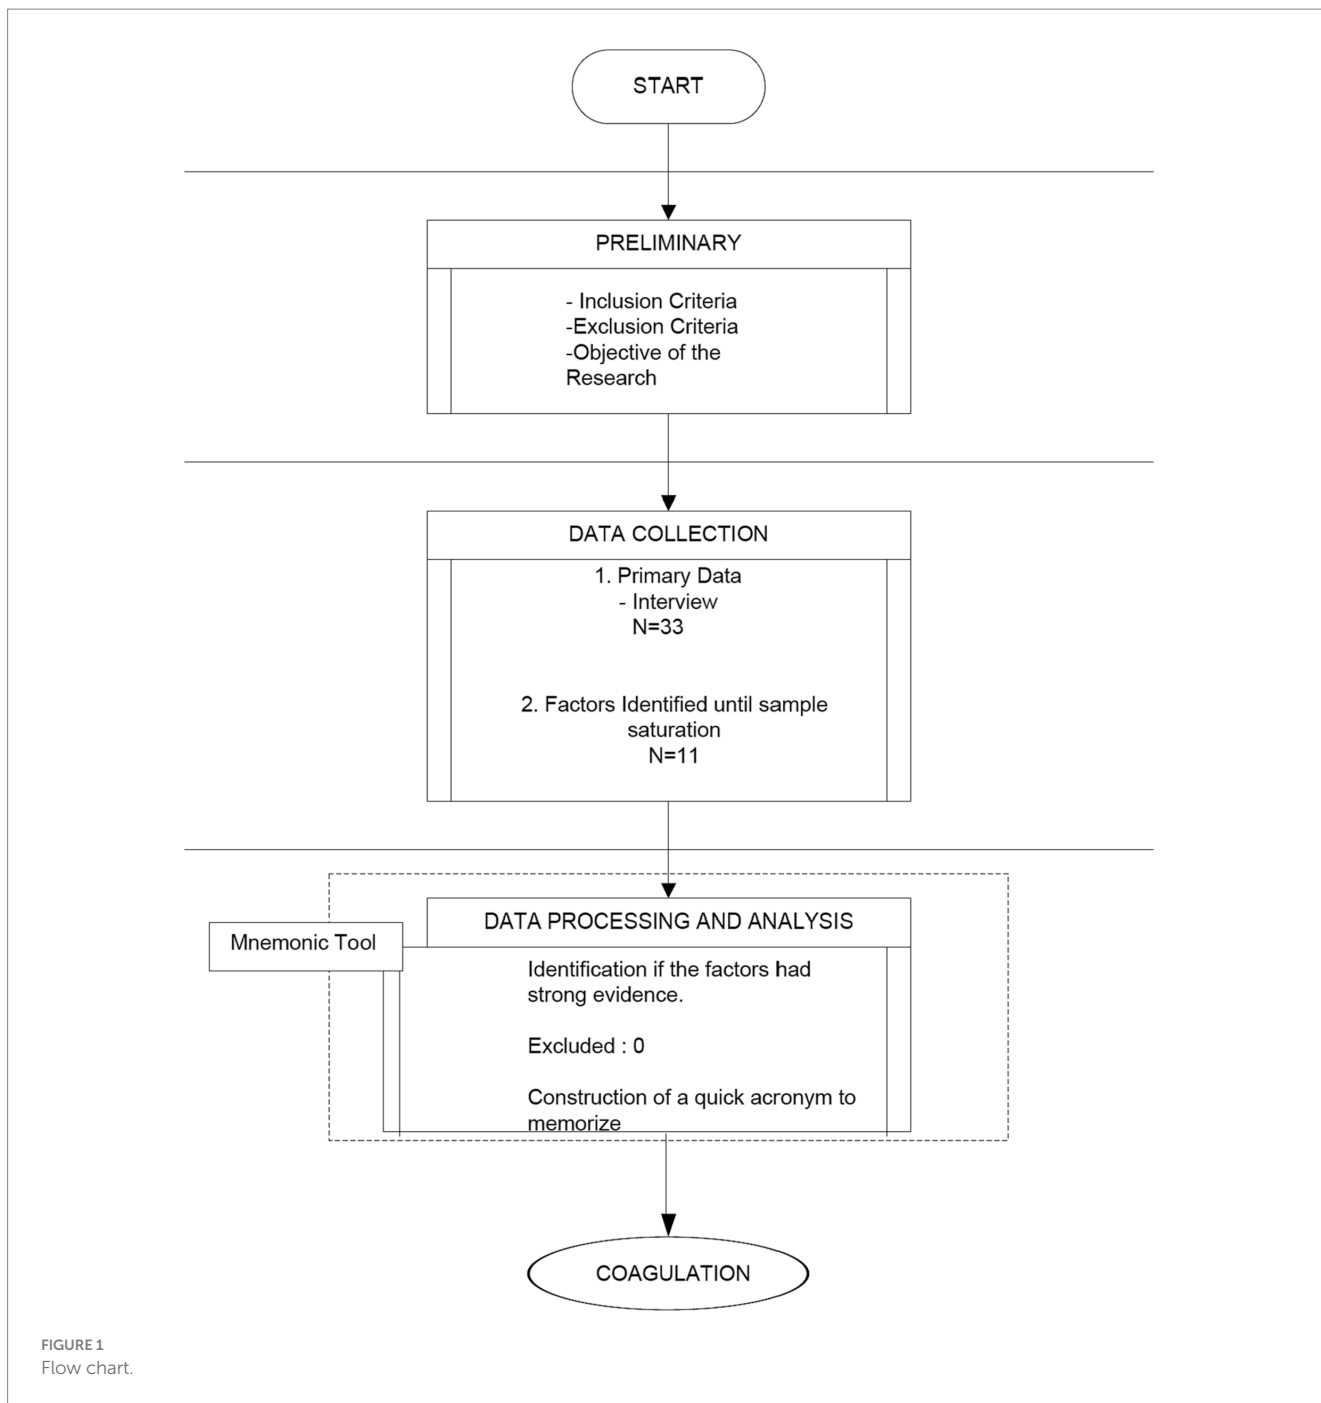 START
PRELIMINARY
- Inclusion Criteria
-Exclusion Criteria
-Objective of the
Research
DATA COLLECTION
1. Primary Data
- Interview
N=33
2. Factors Identified until sample
saturation
N=11
DATA PROCESSING AND ANALYSIS
Mnemonic Tool
Identification if the factors had
strong evidence.
Excluded : 0
Construction of a quick acronym to
memorize
COAGULATION
FIGURE 1
Flow chart.